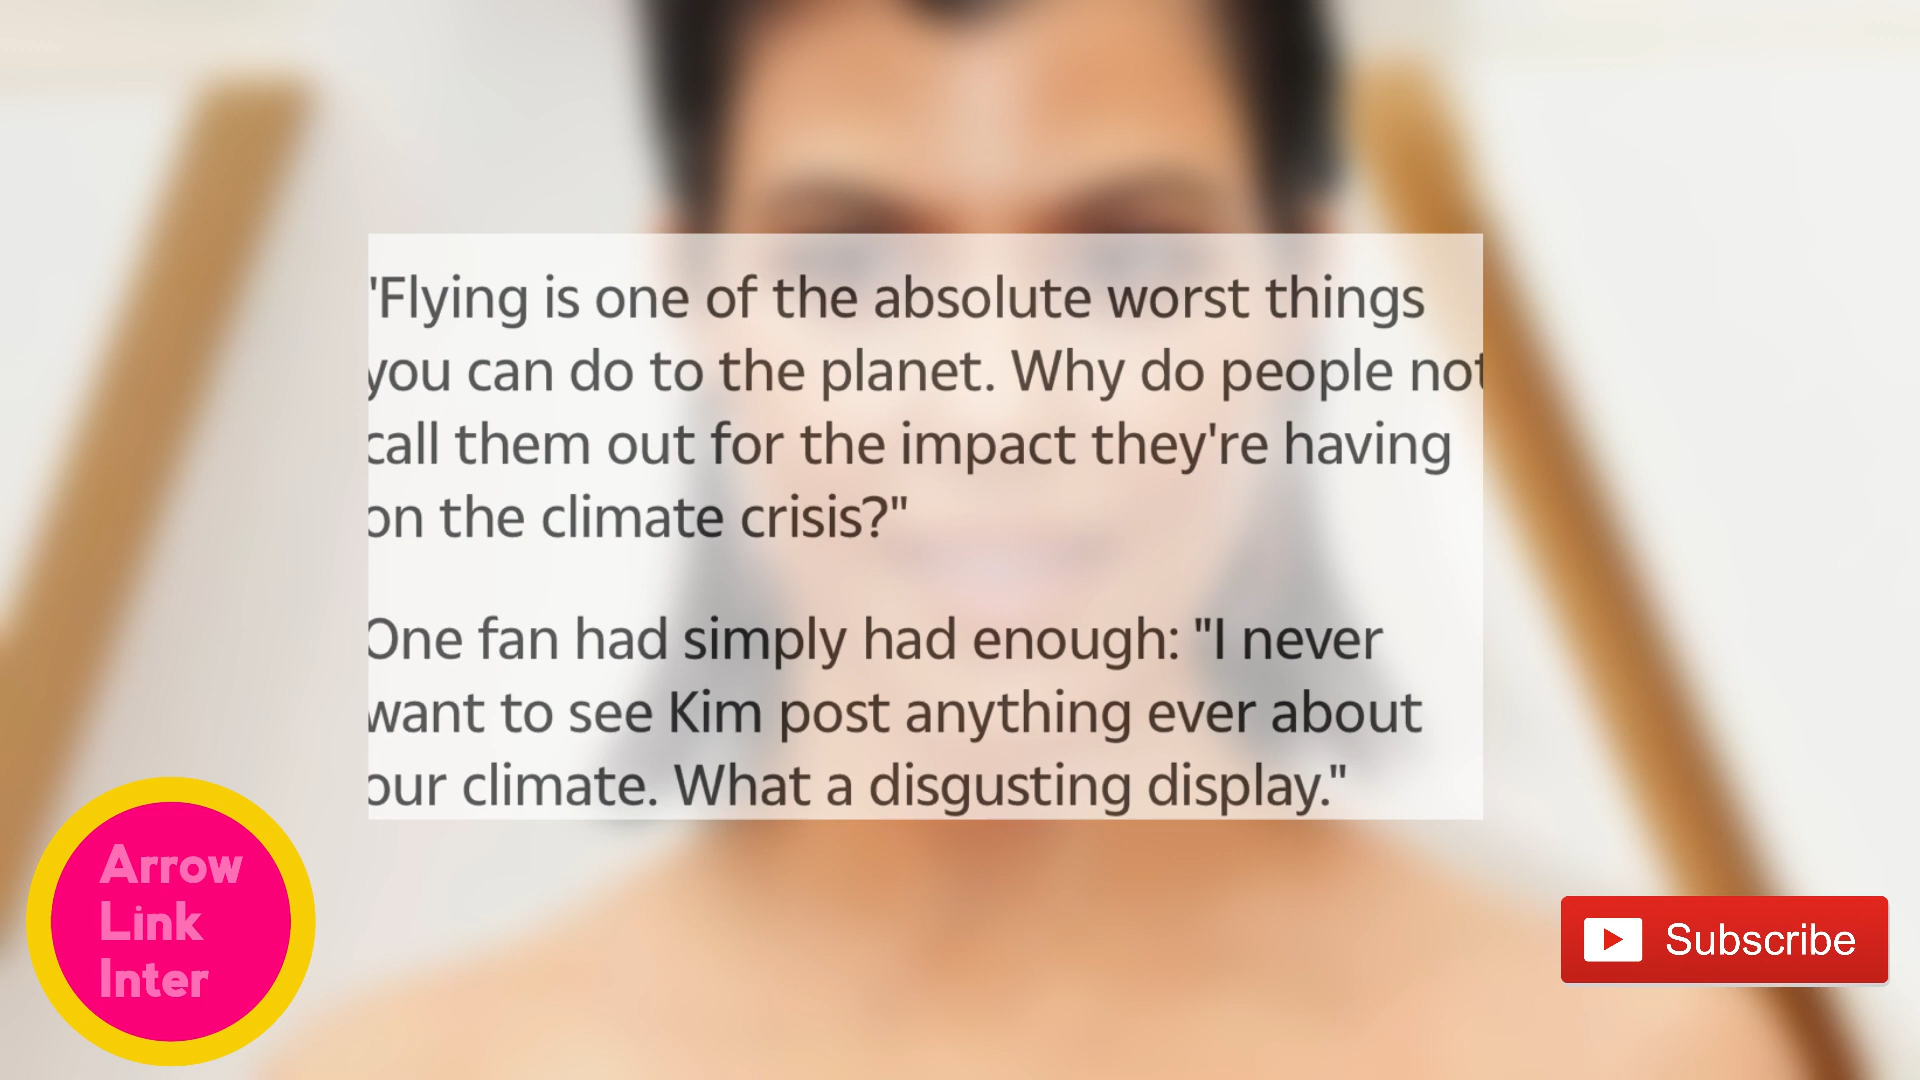 "Flying is one of the absolute worst things
you can do to the planet. Why do people not
call them out for the impact they're having
on the climate crisis?"
One fan had simply had enough: "I never
want to see Kim post anything ever about
our climate. What a disgusting display."
Arrow
Link
Inter
Subscribe